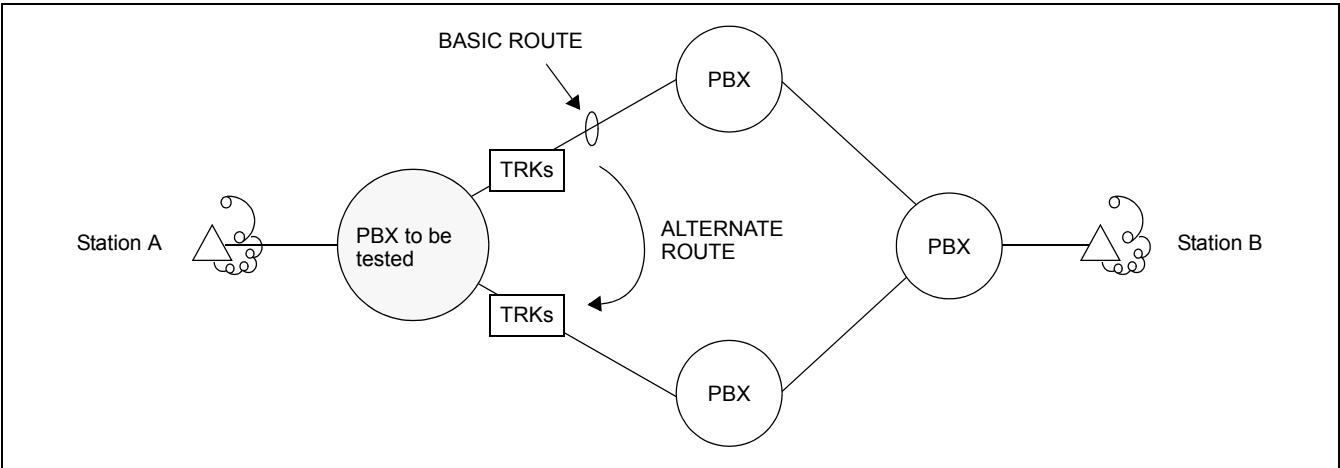 BASIC ROUTE
PBX
TRKs
Station A
PBX to be
tested
ALTERNATE
ROUTE
PBX
Station B
TRKs
PBX